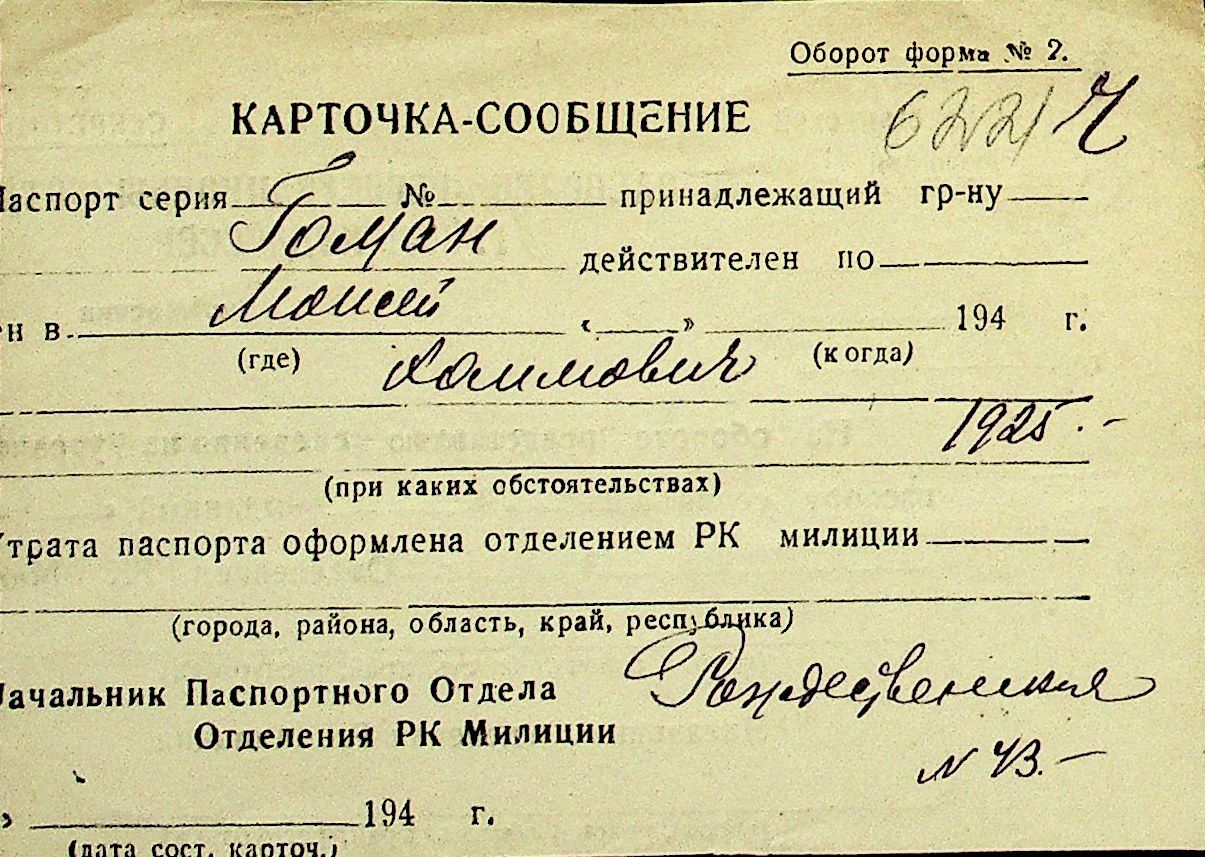 Оборот форма № 2.
КАРТОЧКА-СООБЩЕНИЕ 6221 Ч
Паспорт серия № принадлежащий гр-ну
Гоман
действителен по
Моисей
н в « » 194 г.
(где) (когда)
Хаимович
1925.-
(при каких обстоятельствах)
Утрата паспорта оформлена отделением РК милиции
(города, района, область, край, республика)
Начальник Паспортного Отдела Рождественская
Отделения РК Милиции
N 43.-
» 194 г.
(дата сост. карточ.)